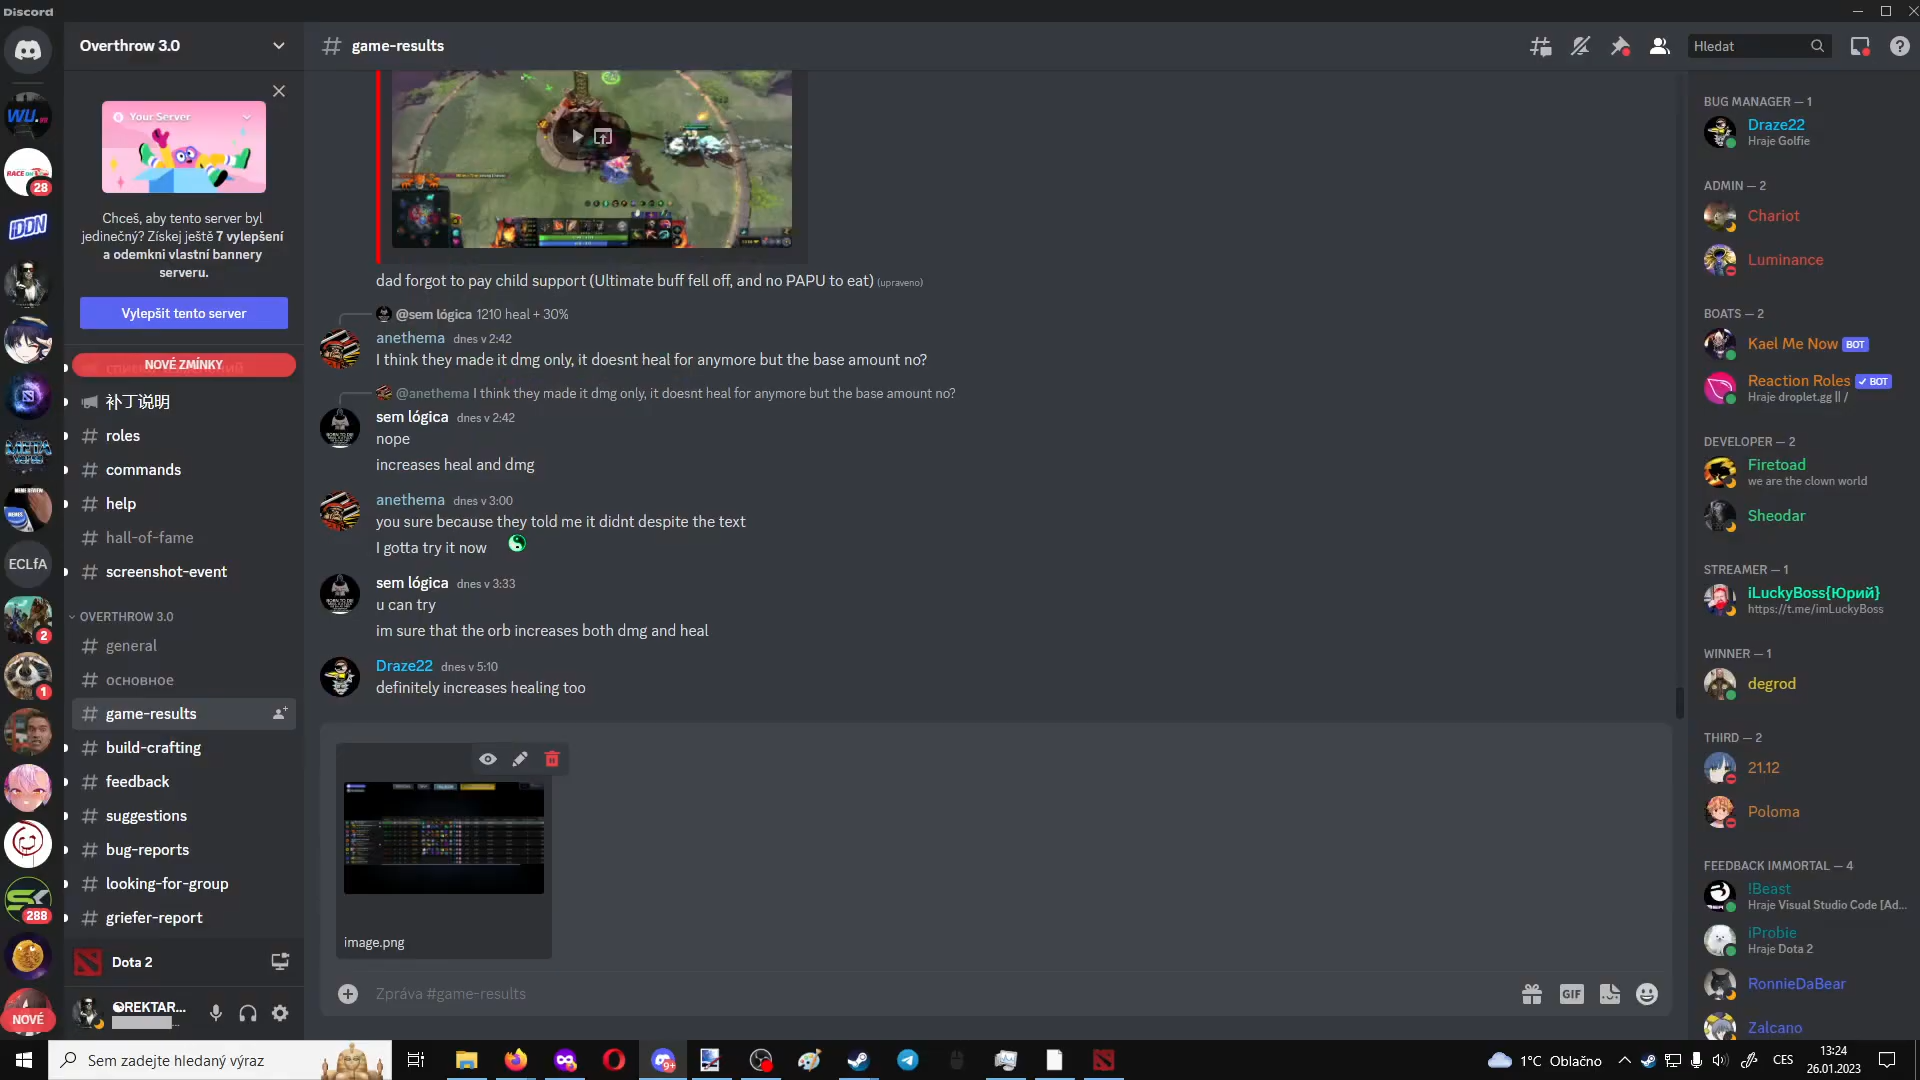 Discord
Overthrow 3.0
Your Server
Chceš, aby tento server byl
jedinečný? Získej ještě 7 vylepšení
a odemkni vlastní bannery
serveru.
Vylepšit tento server
NOVÉ ZMÍNKY
补丁说明
roles
commands
help
hall-of-fame
screenshot-event
OVERTHROW 3.0
general
основное
game-results
build-crafting
feedback
suggestions
bug-reports
looking-for-group
griefer-report
Dota 2
REKTAR...
WU.
RACE ON
28
iDDN
ECLfA
2
1
288
NOVÉ
game-results
Hledat
dad forgot to pay child support (Ultimate buff fell off, and no PAPU to eat) (upraveno)
@sem lógica 1210 heal + 30%
anethema dnes v 2:42
I think they made it dmg only, it doesnt heal for anymore but the base amount no?
@anethema I think they made it dmg only, it doesnt heal for anymore but the base amount no?
sem lógica dnes v 2:42
nope
increases heal and dmg
anethema dnes v 3:00
you sure because they told me it didnt despite the text
I gotta try it now
sem lógica dnes v 3:33
u can try
im sure that the orb increases both dmg and heal
Draze22 dnes v 5:10
definitely increases healing too
image.png
Zpráva #game-results
GIF
BUG MANAGER — 1
Draze22
Hraje Golfie
ADMIN — 2
Chariot
Luminance
BOATS — 2
Kael Me Now BOT
Reaction Roles ✓ BOT
Hraje droplet.gg || /
DEVELOPER — 2
Firetoad
we are the clown world
Sheodar
STREAMER — 1
iLuckyBoss{Юрий}
https://t.me/imLuckyBoss
WINNER — 1
degrod
THIRD — 2
21.12
Poloma
FEEDBACK IMMORTAL — 4
!Beast
Hraje Visual Studio Code [Ad...
iProbie
Hraje Dota 2
RonnieDaBear
Zalcano
Sem zadejte hledaný výraz
9+
1°C Oblačno
CES
13:24
26.01.2023